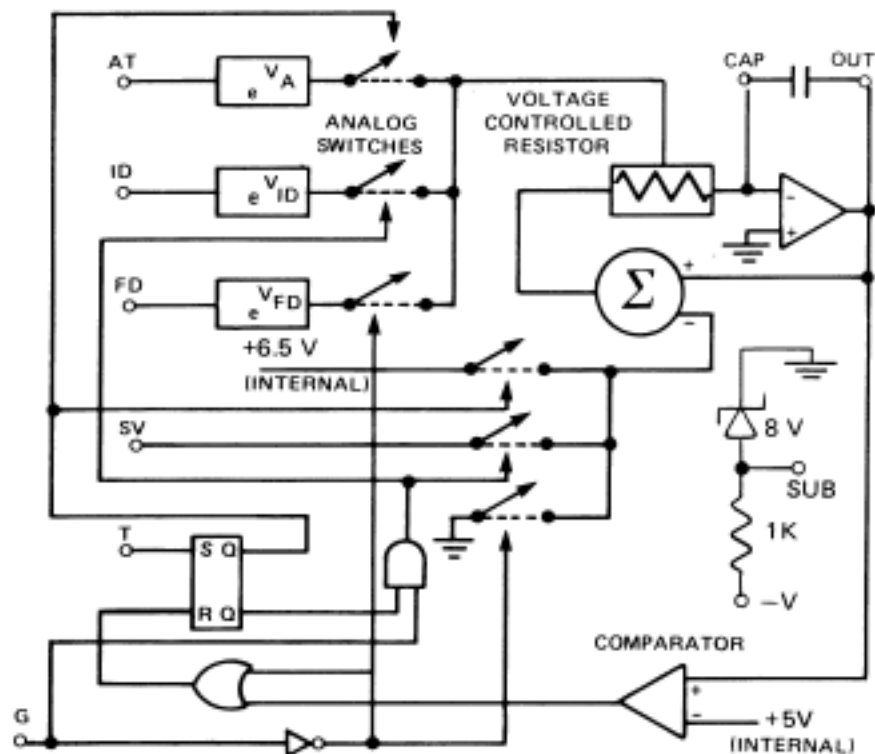 AT
e VA
CAP
OUT
ANALOG
SWITCHES
VOLTAGE
CONTROLLED
RESISTOR
ID
e VID
-
+
FD
e VFD
Σ
+
-
+6.5 V
(INTERNAL)
SV
8 V
SUB
1K
-V
T
S Q
R Q
COMPARATOR
+
-
+5V
(INTERNAL)
G